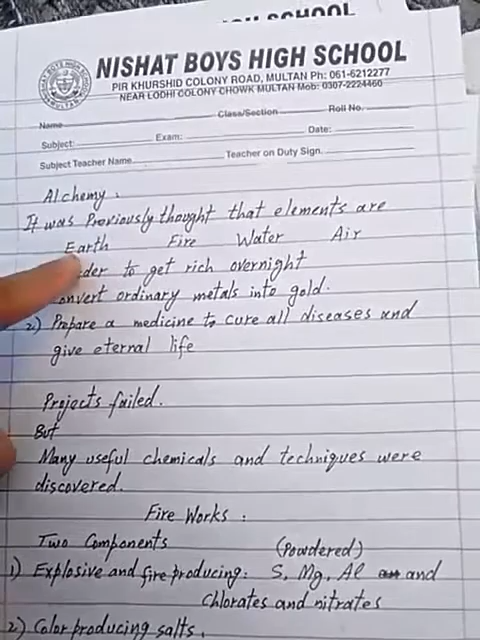 SCHOOL
NISHAT BOYS HIGH SCHOOL
PIR KHURSHID COLONY ROAD, MULTAN Ph: 061-6212277
NEAR LODHI COLONY CHOWK MULTAN Mob: 0307-2224460
Name Class/Section Roll No.
Subject: Exam: Date:
Subject Teacher Name Teacher on Duty Sign.
Alchemy:
It was Previously thought that elements are
Earth Fire Water Air
to get rich overnight
ordinary metals into gold.
2) Prepare a medicine to cure all diseases and
give eternal life
Projects failed.
But
Many useful chemicals and techniques were
discovered.
Fire Works:
Two Components (Powdered)
1) Explosive and fire producing: S, Mg, Al and
Chlorates and nitrates
2) Color producing salts.